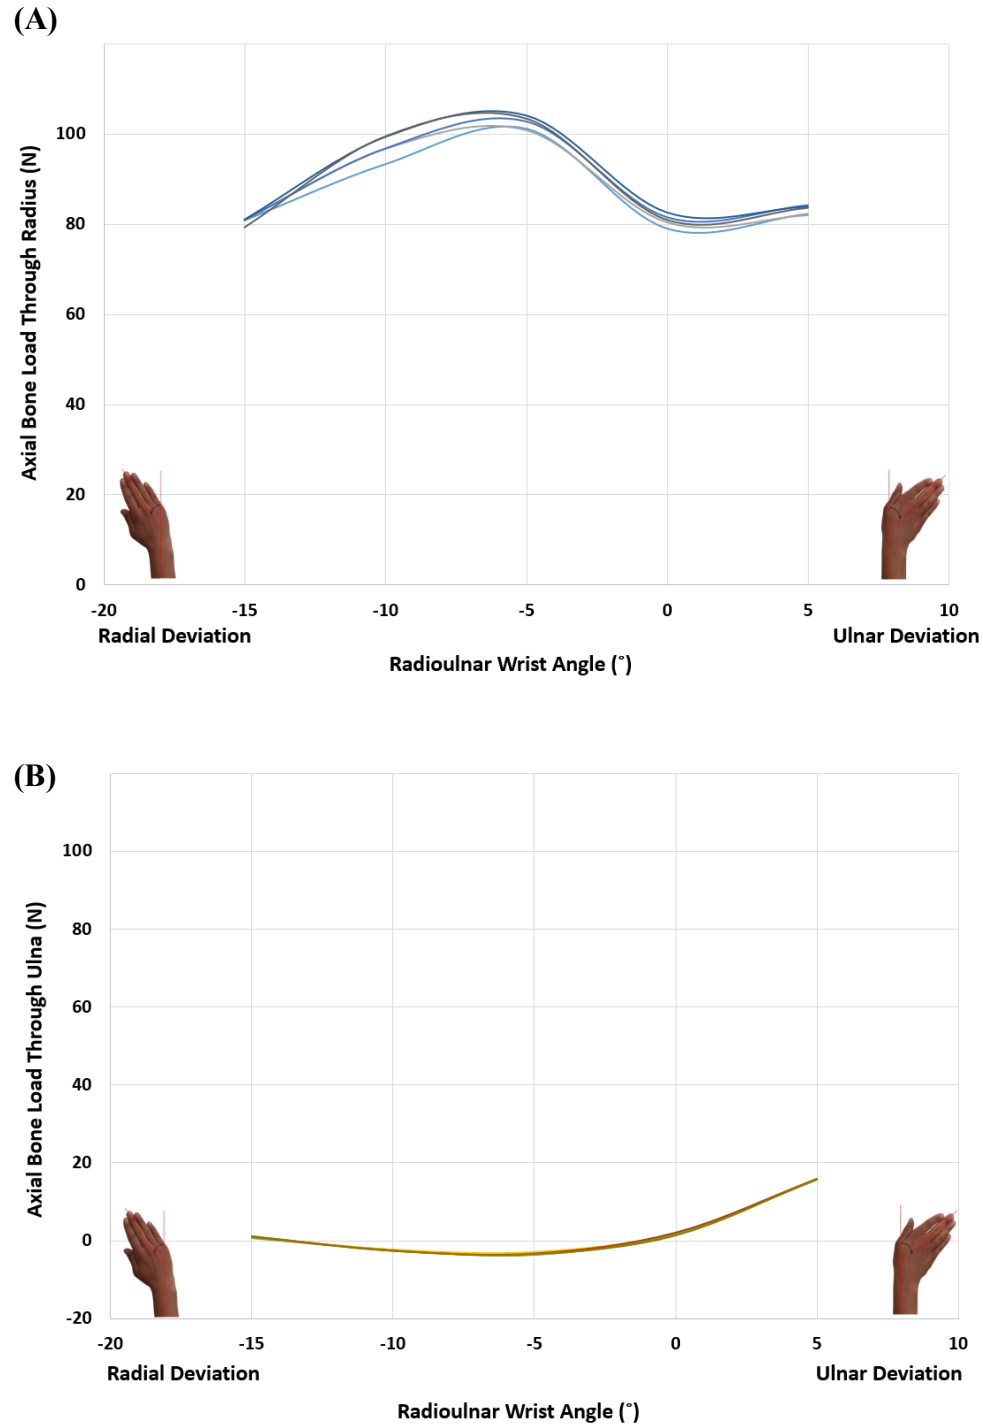 (A)
Axial Bone Load Through Radius (N)
100
80
60
40
20
0
-20 -15 -10 -5 0 5 10
Radial Deviation Ulnar Deviation
Radioulnar Wrist Angle (˚)
(B)
Axial Bone Load Through Ulna (N)
100
80
60
40
20
0
-20
-20 -15 -10 -5 0 5 10
Radial Deviation Ulnar Deviation
Radioulnar Wrist Angle (˚)